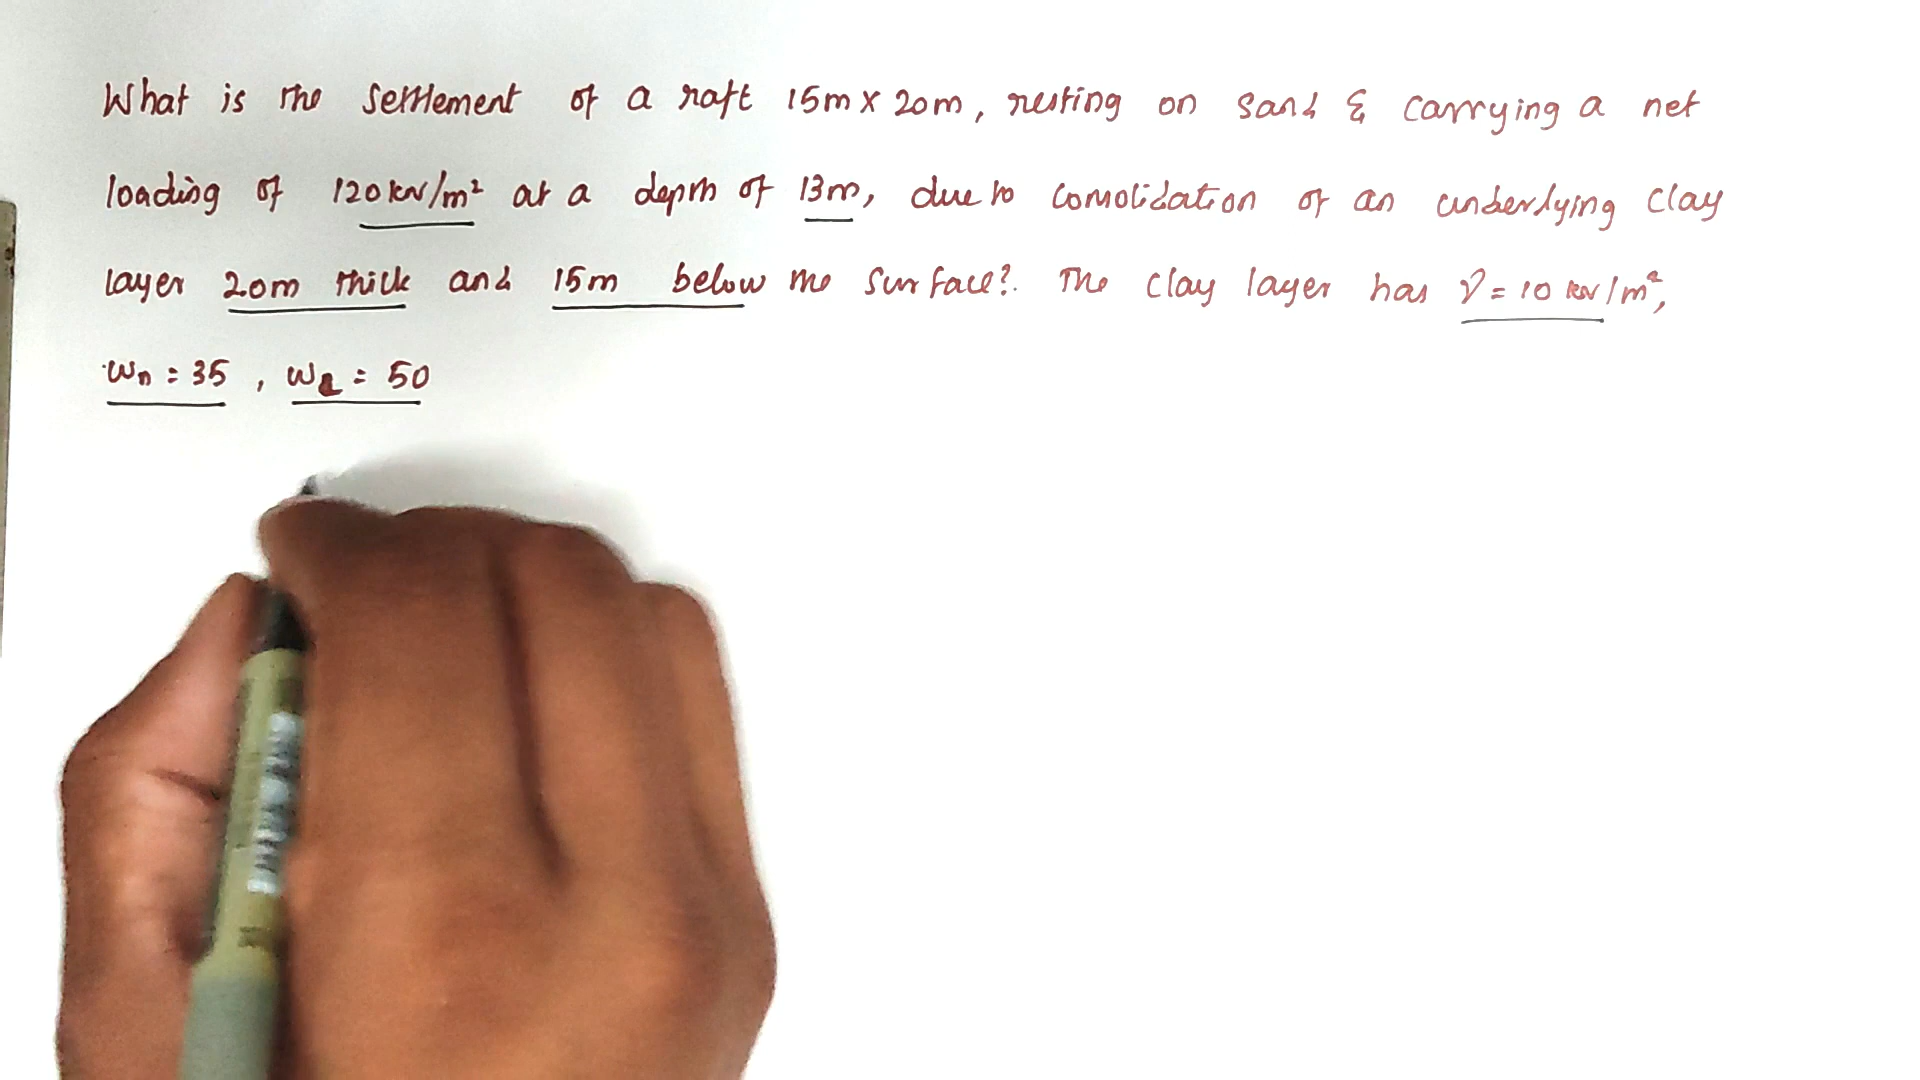 What is the settlement of a raft 15m x 20m, resting on sand & carrying a net
loading of 120 kN/m² at a depth of 13m, due to consolidation of an underlying clay
layer 20m thick and 15m below the surface?. The clay layer has γ = 10 kN/m²,
wn = 35, wL = 50